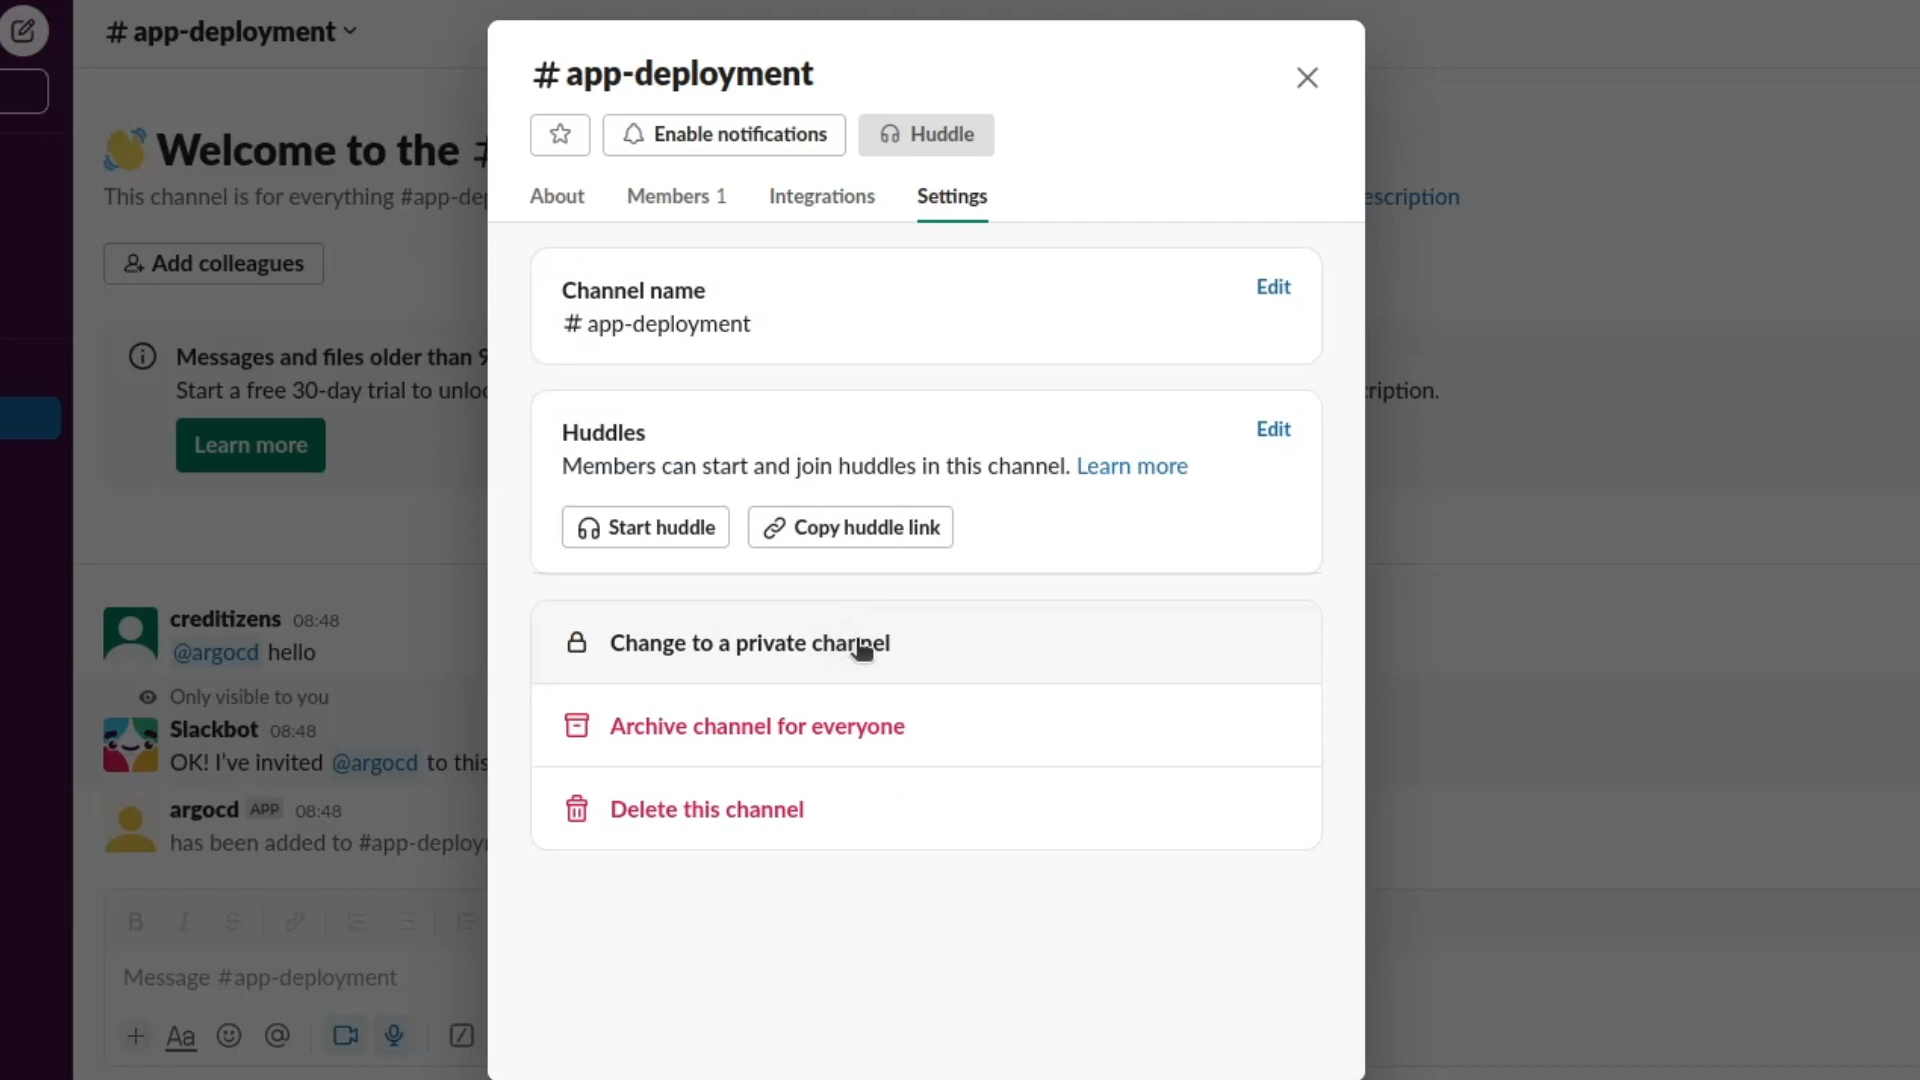 # app-deployment
Welcome to the #
This channel is for everything #app-de
escription
Add colleagues
Messages and files older than 9
Start a free 30-day trial to unloc
ription.
Learn more
creditizens 08:48
@argocd hello
Only visible to you
Slackbot 08:48
OK! I've invited @argocd to this
argocd APP 08:48
has been added to #app-deploy
Message #app-deployment
# app-deployment
Enable notifications
Huddle
About
Members 1
Integrations
Settings
Channel name
Edit
# app-deployment
Huddles
Edit
Members can start and join huddles in this channel. Learn more
Start huddle
Copy huddle link
Change to a private channel
Archive channel for everyone
Delete this channel